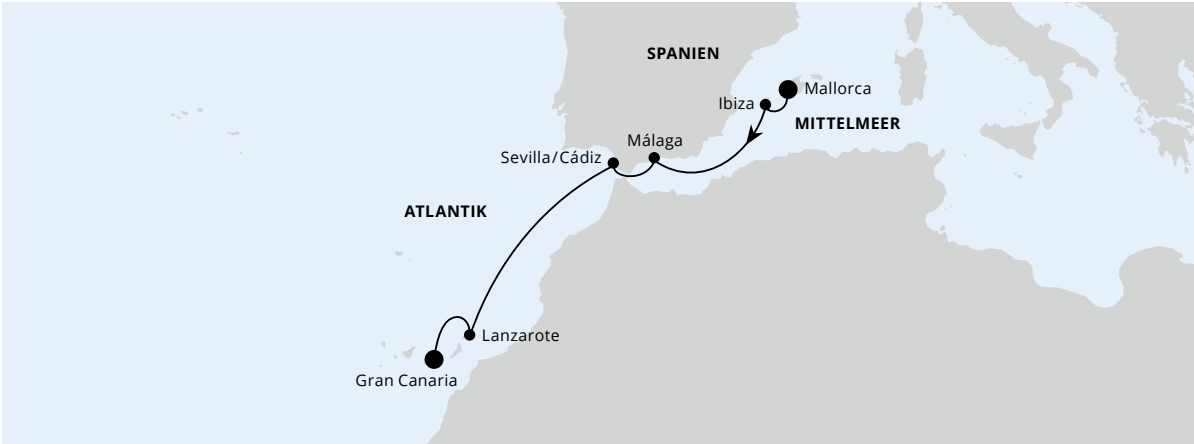 SPANIEN
Mallorca
Ibiza
MITTELMEER
Málaga
Sevilla/Cádiz
ATLANTIK
Lanzarote
Gran Canaria